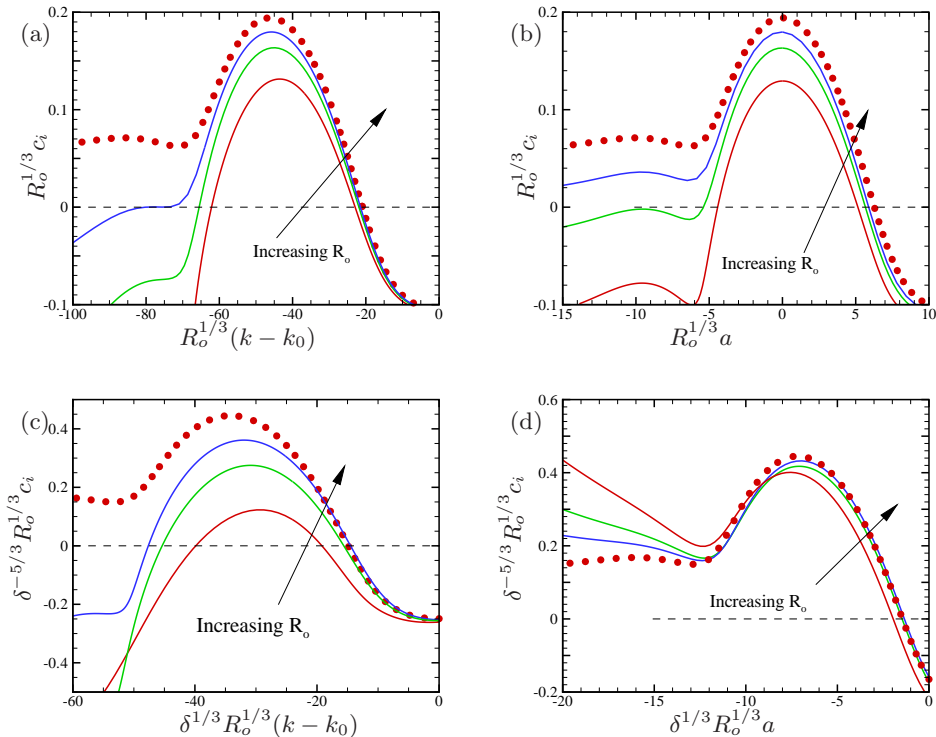 (a)
0.2
0.1
0
-0.1
R_o^{1/3} c_i
Increasing R_o
-100
-80
-60
-40
-20
0
R_o^{1/3}(k − k_0)
(b)
0.2
0.1
0
-0.1
R_o^{1/3} c_i
Increasing R_o
-15
-10
-5
0
5
10
R_o^{1/3} a
(c)
0.4
0.2
0
-0.2
-0.4
δ^{-5/3} R_o^{1/3} c_i
Increasing R_o
-60
-40
-20
0
δ^{1/3} R_o^{1/3}(k − k_0)
(d)
0.6
0.4
0.2
0
-0.2
δ^{-5/3} R_o^{1/3} c_i
Increasing R_o
-20
-15
-10
-5
0
δ^{1/3} R_o^{1/3} a